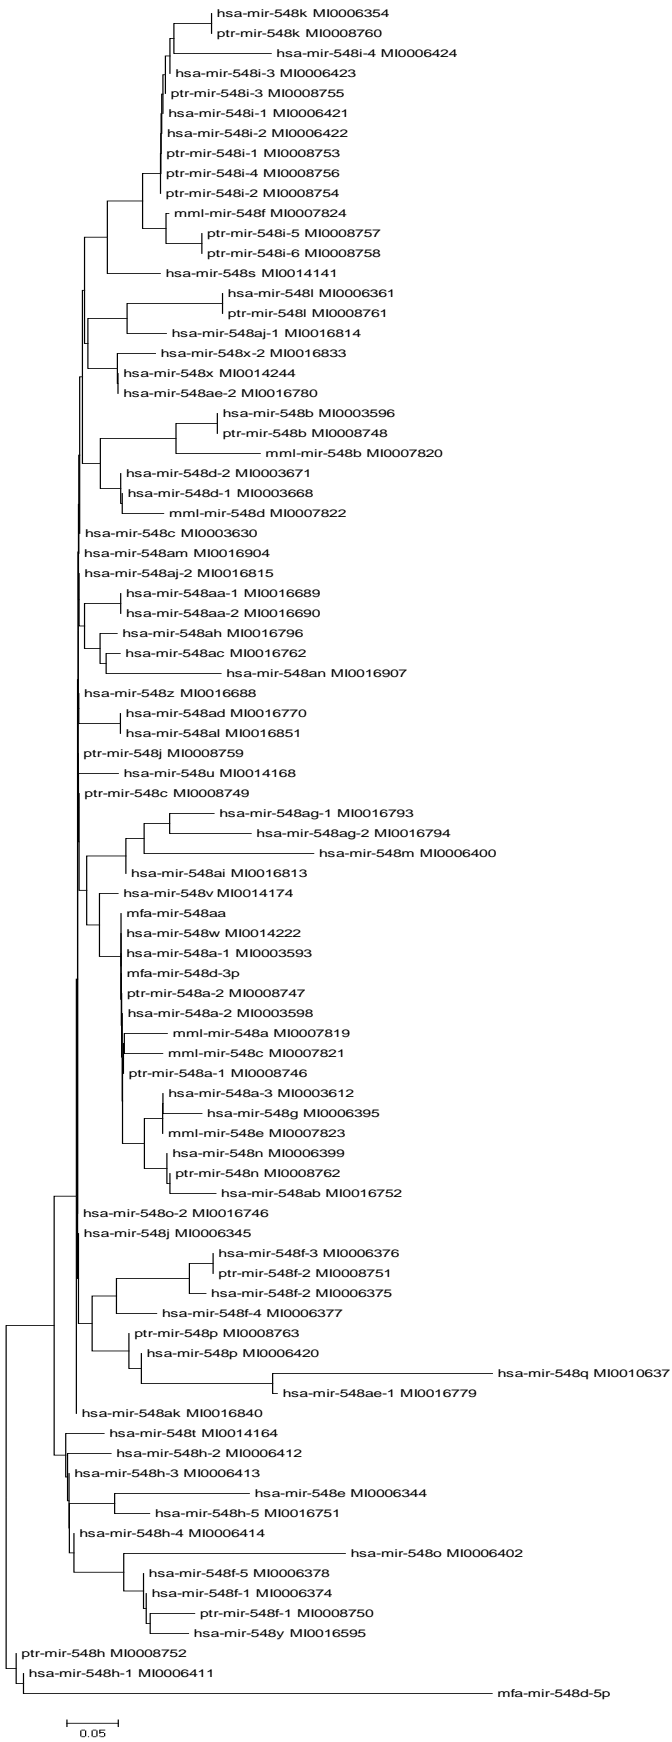 hsa-mir-548k MI0006354
ptr-mir-548k MI0008760
hsa-mir-548i-4 MI0006424
hsa-mir-548i-3 MI0006423
ptr-mir-548i-3 MI0008755
hsa-mir-548i-1 MI0006421
hsa-mir-548i-2 MI0006422
ptr-mir-548i-1 MI0008753
ptr-mir-548i-4 MI0008756
ptr-mir-548i-2 MI0008754
mml-mir-548f MI0007824
ptr-mir-548i-5 MI0008757
ptr-mir-548i-6 MI0008758
hsa-mir-548s MI0014141
hsa-mir-548l MI0006361
ptr-mir-548l MI0008761
hsa-mir-548aj-1 MI0016814
hsa-mir-548x-2 MI0016833
hsa-mir-548x MI0014244
hsa-mir-548ae-2 MI0016780
hsa-mir-548b MI0003596
ptr-mir-548b MI0008748
mml-mir-548b MI0007820
hsa-mir-548d-2 MI0003671
hsa-mir-548d-1 MI0003668
mml-mir-548d MI0007822
hsa-mir-548c MI0003630
hsa-mir-548am MI0016904
hsa-mir-548aj-2 MI0016815
hsa-mir-548aa-1 MI0016689
hsa-mir-548aa-2 MI0016690
hsa-mir-548ah MI0016796
hsa-mir-548ac MI0016762
hsa-mir-548an MI0016907
hsa-mir-548z MI0016688
hsa-mir-548ad MI0016770
hsa-mir-548al MI0016851
ptr-mir-548j MI0008759
hsa-mir-548u MI0014168
ptr-mir-548c MI0008749
hsa-mir-548ag-1 MI0016793
hsa-mir-548ag-2 MI0016794
hsa-mir-548m MI0006400
hsa-mir-548ai MI0016813
hsa-mir-548v MI0014174
mfa-mir-548aa
hsa-mir-548w MI0014222
hsa-mir-548a-1 MI0003593
mfa-mir-548d-3p
ptr-mir-548a-2 MI0008747
hsa-mir-548a-2 MI0003598
mml-mir-548a MI0007819
mml-mir-548c MI0007821
ptr-mir-548a-1 MI0008746
hsa-mir-548a-3 MI0003612
hsa-mir-548g MI0006395
mml-mir-548e MI0007823
hsa-mir-548n MI0006399
ptr-mir-548n MI0008762
hsa-mir-548ab MI0016752
hsa-mir-548o-2 MI0016746
hsa-mir-548j MI0006345
hsa-mir-548f-3 MI0006376
ptr-mir-548f-2 MI0008751
hsa-mir-548f-2 MI0006375
hsa-mir-548f-4 MI0006377
ptr-mir-548p MI0008763
hsa-mir-548p MI0006420
hsa-mir-548q MI0010637
hsa-mir-548ae-1 MI0016779
hsa-mir-548ak MI0016840
hsa-mir-548t MI0014164
hsa-mir-548h-2 MI0006412
hsa-mir-548h-3 MI0006413
hsa-mir-548e MI0006344
hsa-mir-548h-5 MI0016751
hsa-mir-548h-4 MI0006414
hsa-mir-548o MI0006402
hsa-mir-548f-5 MI0006378
hsa-mir-548f-1 MI0006374
ptr-mir-548f-1 MI0008750
hsa-mir-548y MI0016595
ptr-mir-548h MI0008752
hsa-mir-548h-1 MI0006411
mfa-mir-548d-5p
0.05